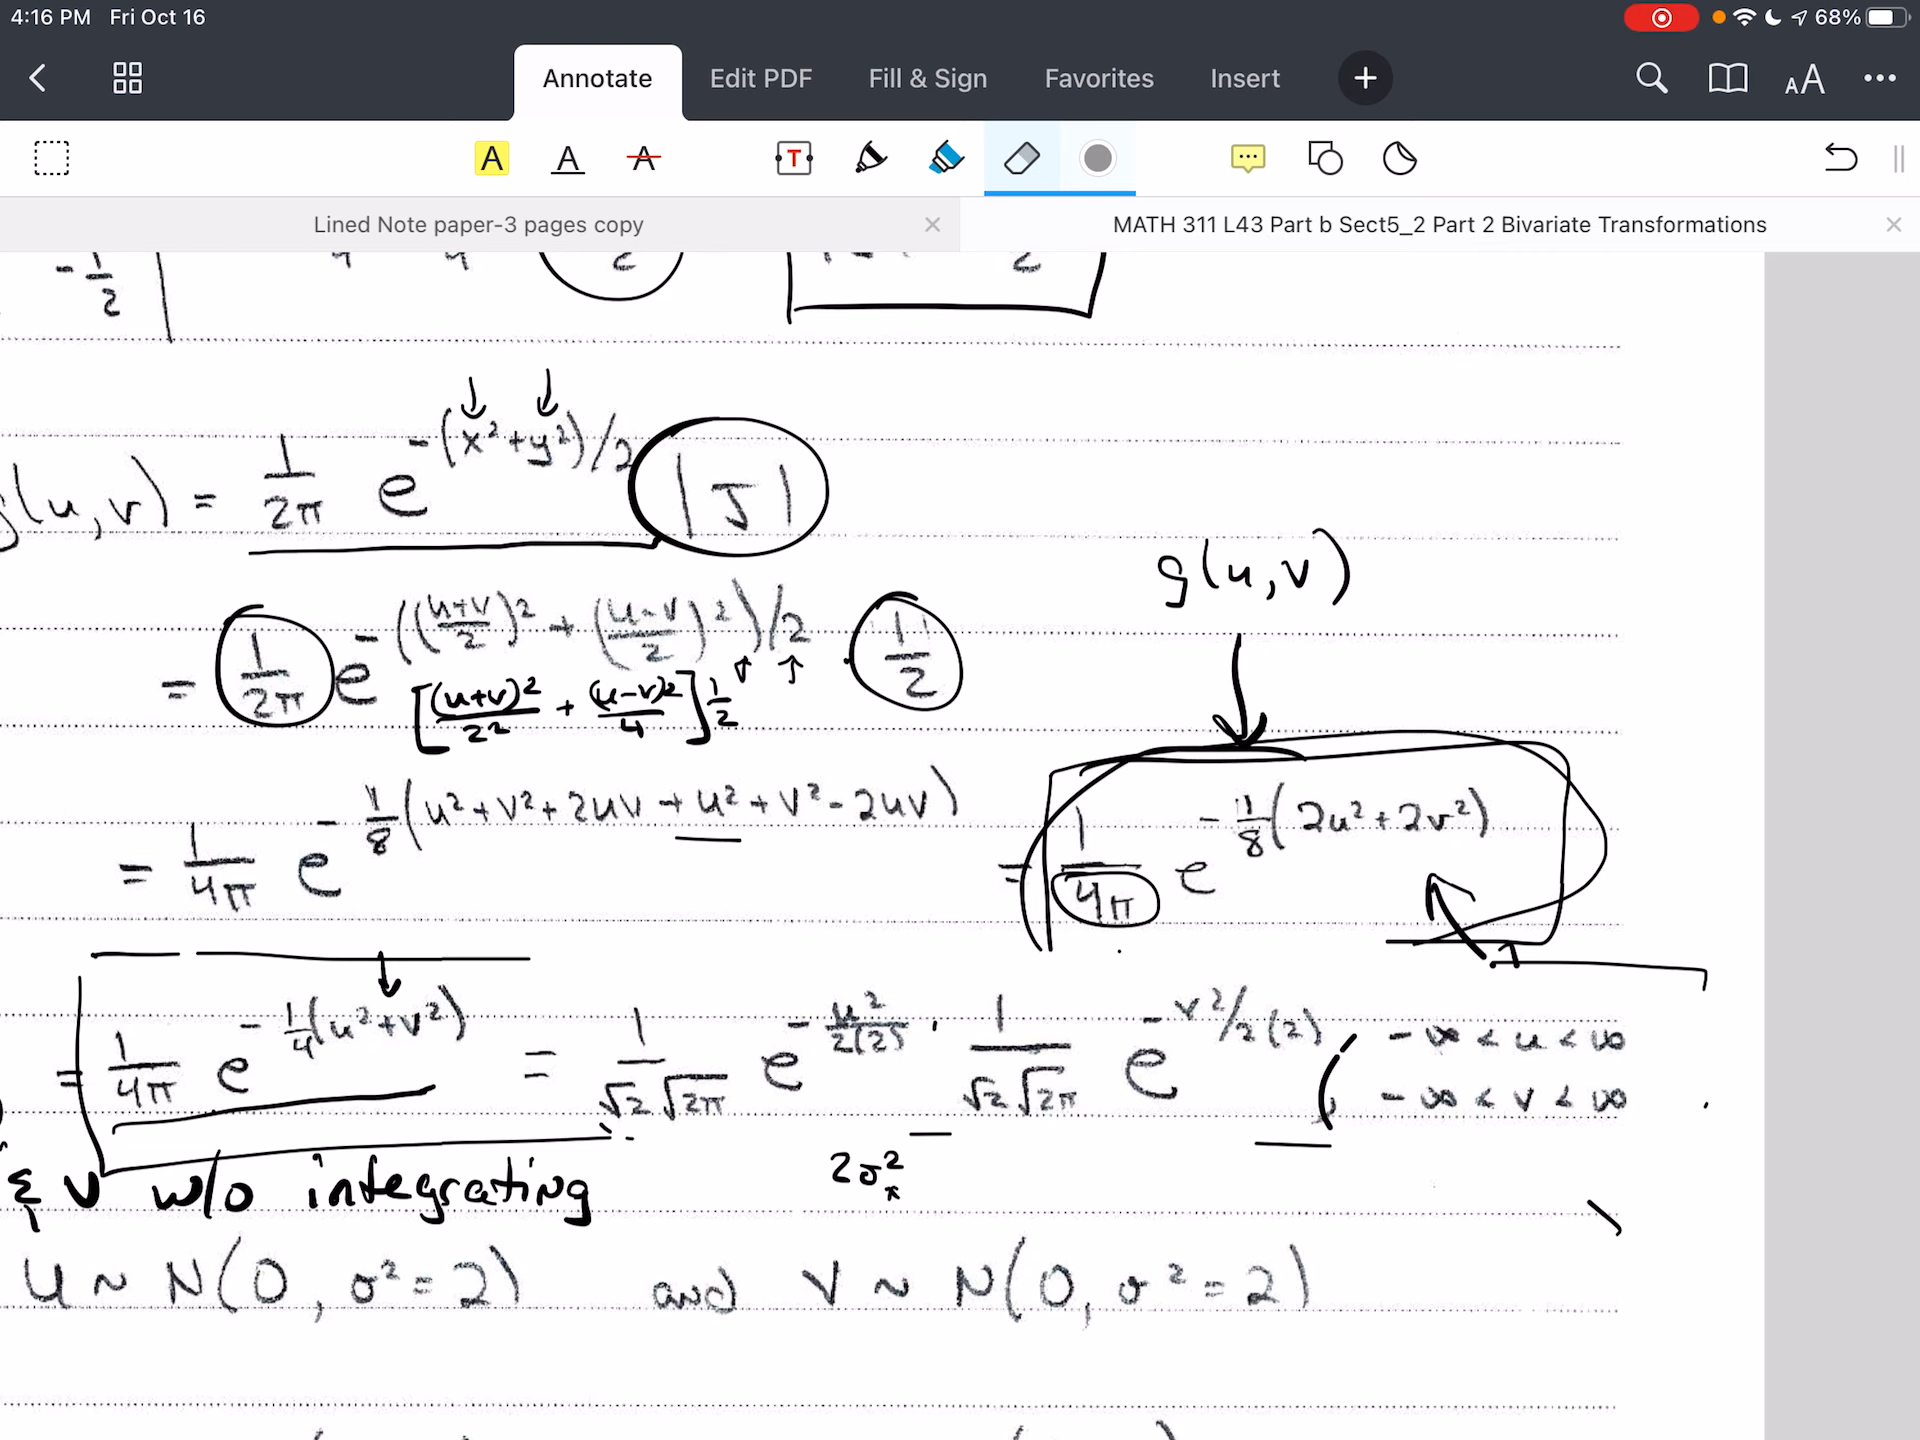 4:16 PM Fri Oct 16 68%
Annotate Edit PDF Fill & Sign Favorites Insert
Lined Note paper-3 pages copy MATH 311 L43 Part b Sect5_2 Part 2 Bivariate Transformations
-1/2
g(u,v) = 1/2π e^-(x²+y²)/2 |J|
g(u,v)
= 1/2π e^-((u+v/2)² + (u-v/2)²)/2 · 1/2
[(u+v)²/2² + (u-v)²/4] 1/2
= 1/4π e^-1/8(u²+v²+2uv+u²+v²-2uv) = 1/4π e^-1/8(2u²+2v²)
= 1/4π e^-1/4(u²+v²) = 1/√2√2π e^-u²/2(2) · 1/√2√2π e^-v²/2(2), -∞<u<∞
-∞<v<∞
& V w/o integrating 2σ²ₓ
U ~ N(0, σ²=2) and V ~ N(0, σ²=2)